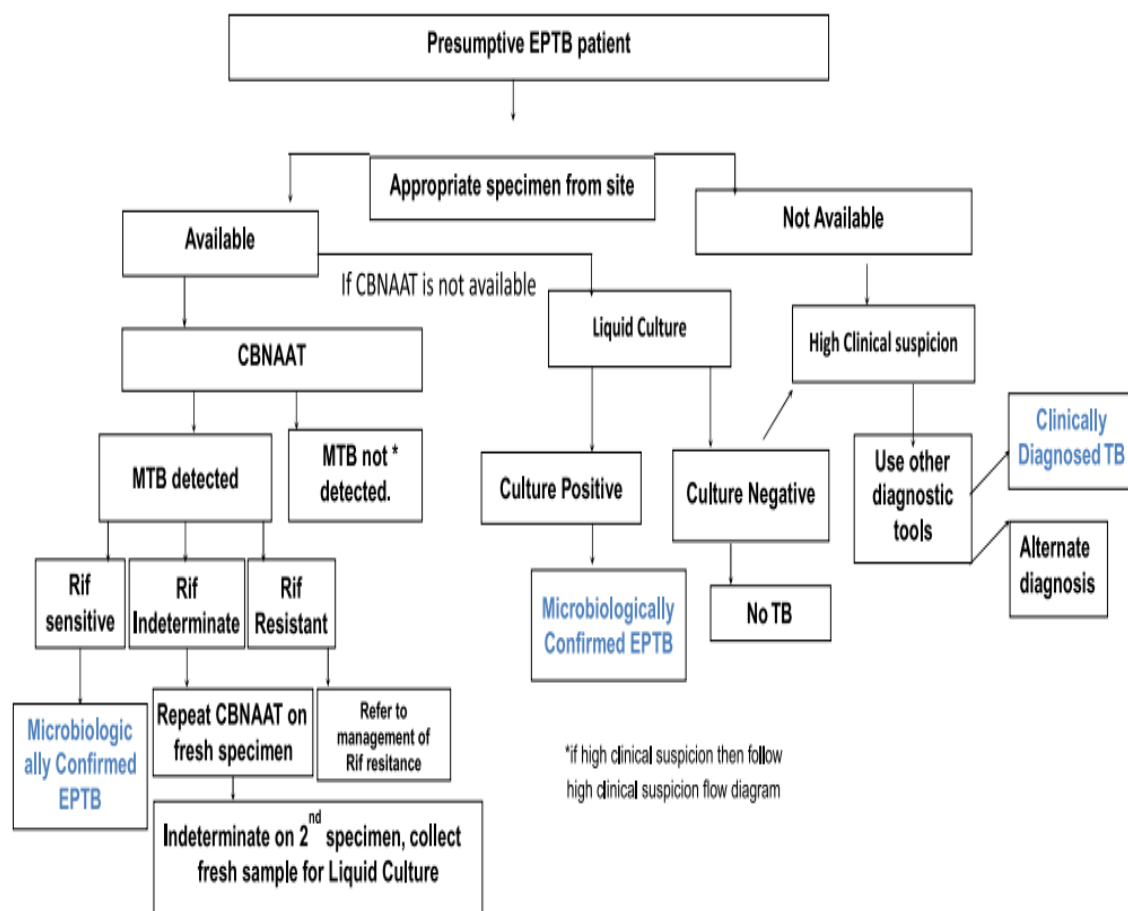 Presumptive EPTB patient
Appropriate specimen from site
Available
Not Available
If CBNAAT is not available
Liquid Culture
High Clinical suspicion
CBNAAT
MTB detected
MTB not *
detected.
Culture Positive
Culture Negative
Use other
diagnostic
tools
Clinically
Diagnosed TB
Alternate
diagnosis
Rif
sensitive
Rif
Indeterminate
Rif
Resistant
Microbiologically
Confirmed EPTB
No TB
Microbiologic
ally Confirmed
EPTB
Repeat CBNAAT on
fresh specimen
Refer to
management of
Rif resitance
*if high clinical suspicion then follow
high clinical suspicion flow diagram
Indeterminate on 2nd specimen, collect
fresh sample for Liquid Culture